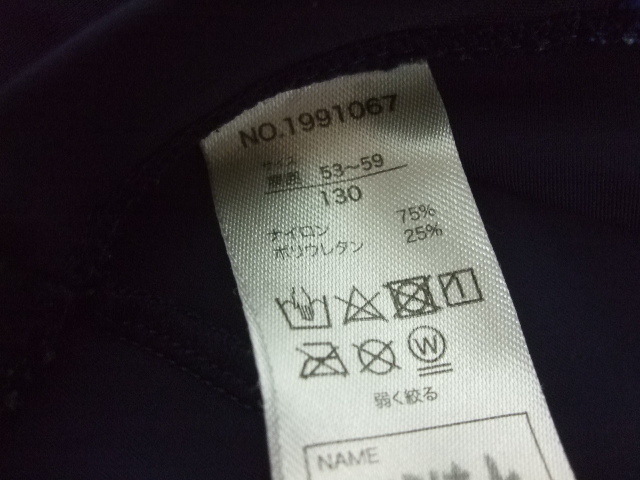 NO.1991067
サイズ
胴囲 53~59
130
ナイロン 75%
ポリウレタン 25%
W
弱く絞る
NAME